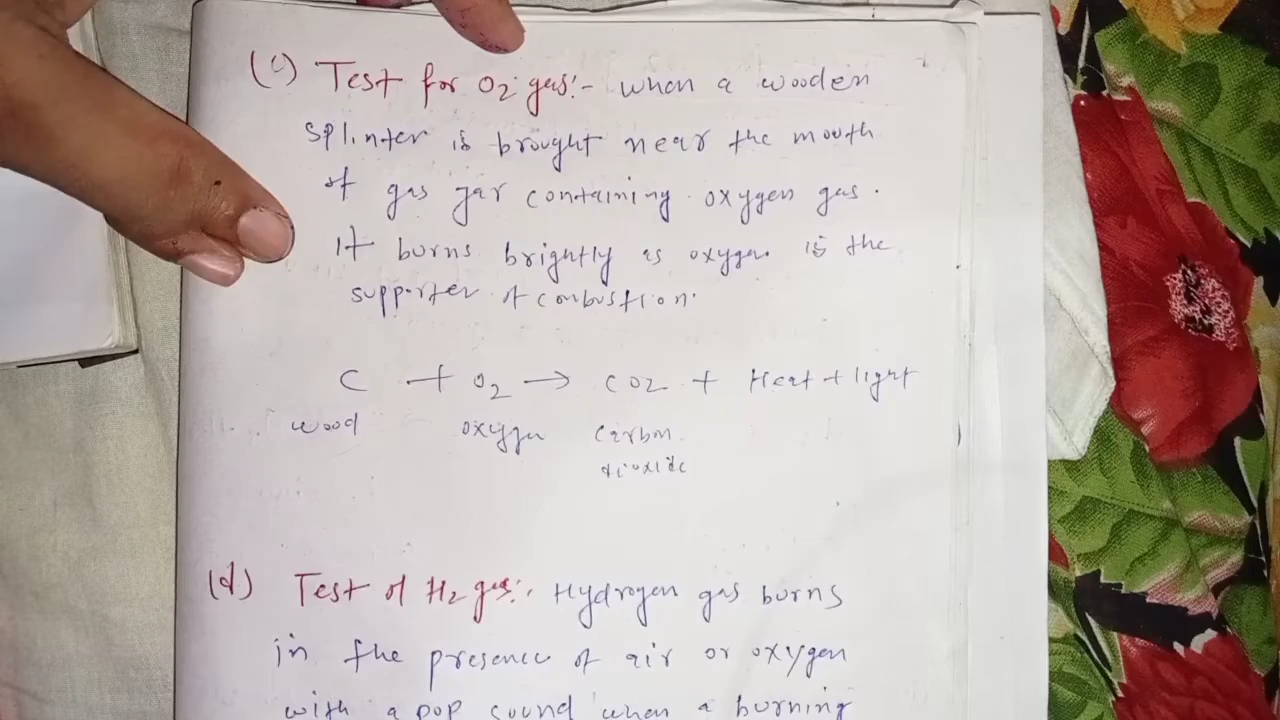 (c) Test for O2 gas:- when a wooden
splinter is brought near the mouth
of gas jar containing oxygen gas.
It burns brightly as oxygen is the
supporter of combustion.
C + O2 → CO2 + Heat + light
wood oxygen carbon
dioxide
(d) Test of H2 gas:- Hydrogen gas burns
in the presence of air or oxygen
with a pop sound when a burning